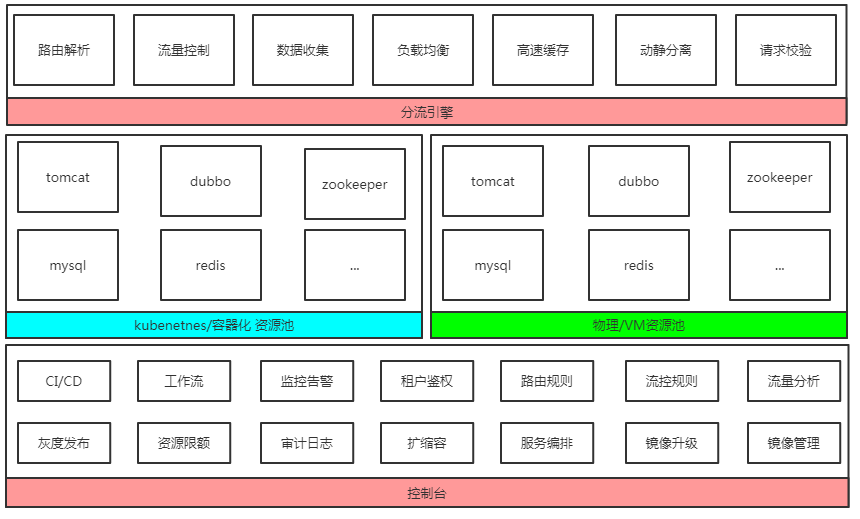 路由解析
流量控制
数据收集
负载均衡
高速缓存
动静分离
请求校验
分流引擎
tomcat
dubbo
zookeeper
mysql
redis
...
kubenetnes/容器化 资源池
tomcat
dubbo
zookeeper
mysql
redis
...
物理/VM资源池
CI/CD
工作流
监控告警
租户鉴权
路由规则
流控规则
流量分析
灰度发布
资源限额
审计日志
扩缩容
服务编排
镜像升级
镜像管理
控制台